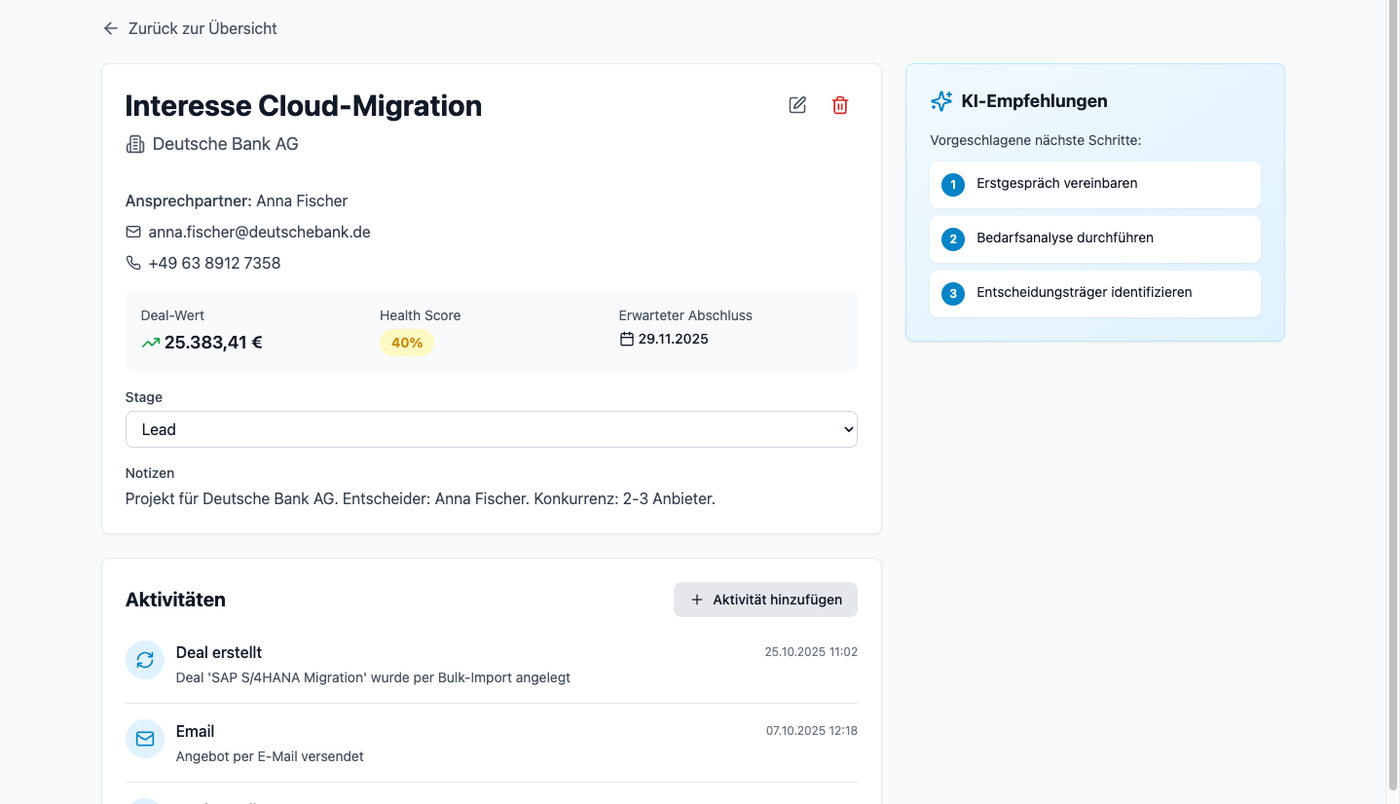 Zurück zur Übersicht
Interesse Cloud-Migration
Deutsche Bank AG
Ansprechpartner: Anna Fischer
anna.fischer@deutschebank.de
+49 63 8912 7358
Deal-Wert
25.383,41 €
Health Score
40%
Erwarteter Abschluss
29.11.2025
Stage
Lead
Notizen
Projekt für Deutsche Bank AG. Entscheider: Anna Fischer. Konkurrenz: 2-3 Anbieter.
Aktivitäten
Aktivität hinzufügen
Deal erstellt
25.10.2025 11:02
Deal 'SAP S/4HANA Migration' wurde per Bulk-Import angelegt
Email
07.10.2025 12:18
Angebot per E-Mail versendet
KI-Empfehlungen
Vorgeschlagene nächste Schritte:
1 Erstgespräch vereinbaren
2 Bedarfsanalyse durchführen
3 Entscheidungsträger identifizieren